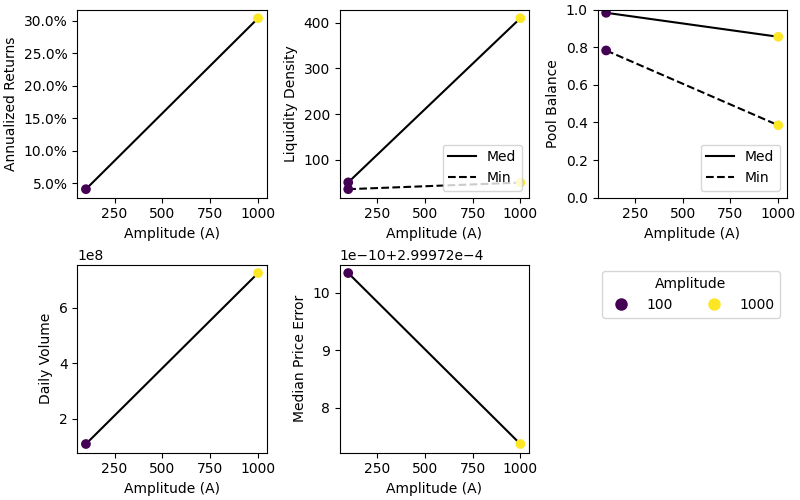 Annualized Returns
30.0%
25.0%
20.0%
15.0%
10.0%
5.0%
250 500 750 1000
Amplitude (A)
Liquidity Density
400
300
200
100
Med
Min
250 500 750 1000
Amplitude (A)
Pool Balance
1.0
0.8
0.6
0.4
0.2
0.0
Med
Min
250 500 750 1000
Amplitude (A)
1e8
Daily Volume
6
4
2
250 500 750 1000
Amplitude (A)
1e−10+2.99972e−4
Median Price Error
10
9
8
250 500 750 1000
Amplitude (A)
Amplitude
100 1000